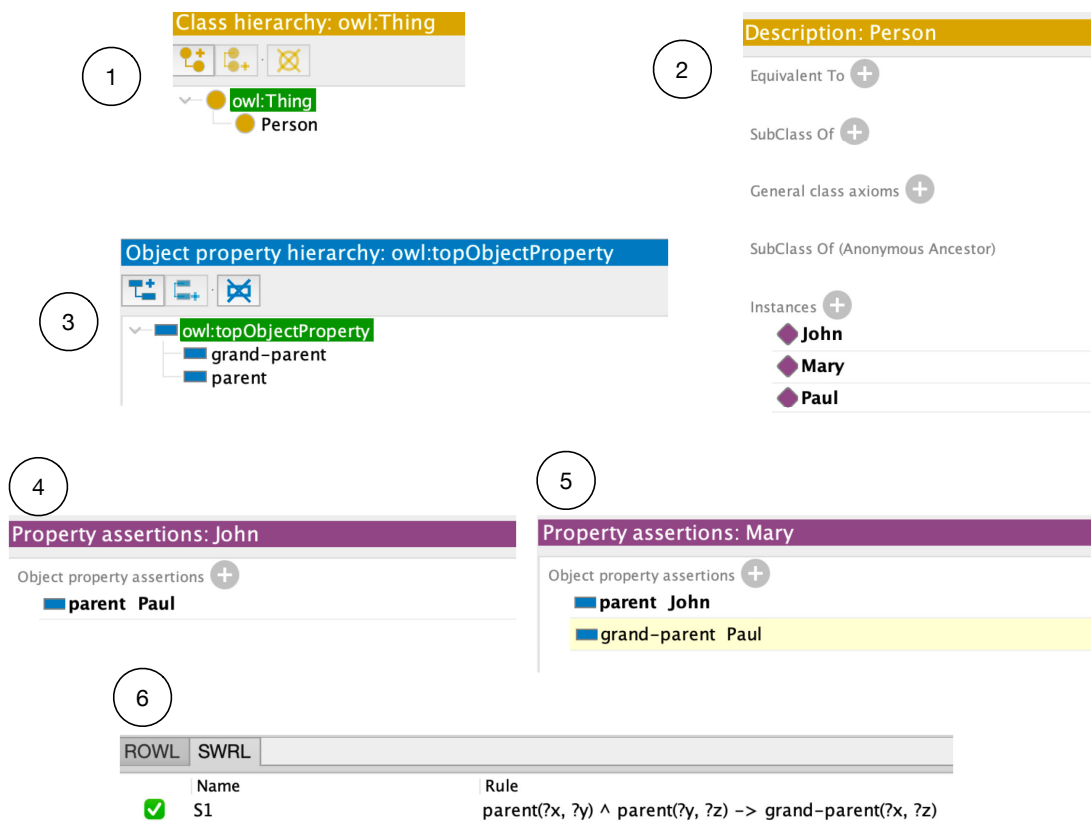 1
Class hierarchy: owl:Thing
owl:Thing
Person
2
Description: Person
Equivalent To
SubClass Of
General class axioms
SubClass Of (Anonymous Ancestor)
Instances
John
Mary
Paul
3
Object property hierarchy: owl:topObjectProperty
owl:topObjectProperty
grand-parent
parent
4
Property assertions: John
Object property assertions
parent Paul
5
Property assertions: Mary
Object property assertions
parent John
grand-parent Paul
6
ROWL SWRL
Name Rule
S1 parent(?x, ?y) ^ parent(?y, ?z) -> grand-parent(?x, ?z)